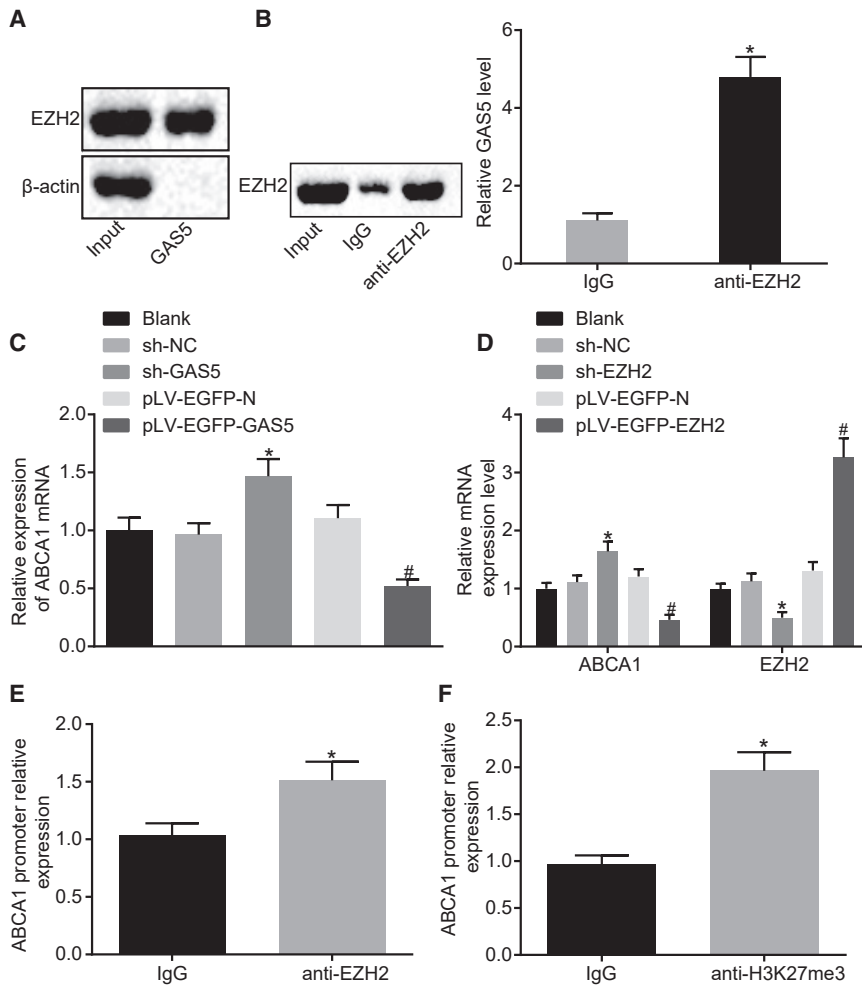 A
EZH2
β-actin
Input
GAS5
B
EZH2
Input
IgG
anti-EZH2
Relative GAS5 level
6
4
2
0
*
IgG
anti-EZH2
C
Blank
sh-NC
sh-GAS5
pLV-EGFP-N
pLV-EGFP-GAS5
Relative expression
of ABCA1 mRNA
2.0
1.5
1.0
0.5
0.0
*
#
D
Blank
sh-NC
sh-EZH2
pLV-EGFP-N
pLV-EGFP-EZH2
Relative mRNA
expression level
4
3
2
1
0
*
#
*
#
ABCA1
EZH2
E
ABCA1 promoter relative
expression
2.0
1.5
1.0
0.5
0.0
*
IgG
anti-EZH2
F
ABCA1 promoter relative
expression
2.5
2.0
1.5
1.0
0.5
0.0
*
IgG
anti-H3K27me3